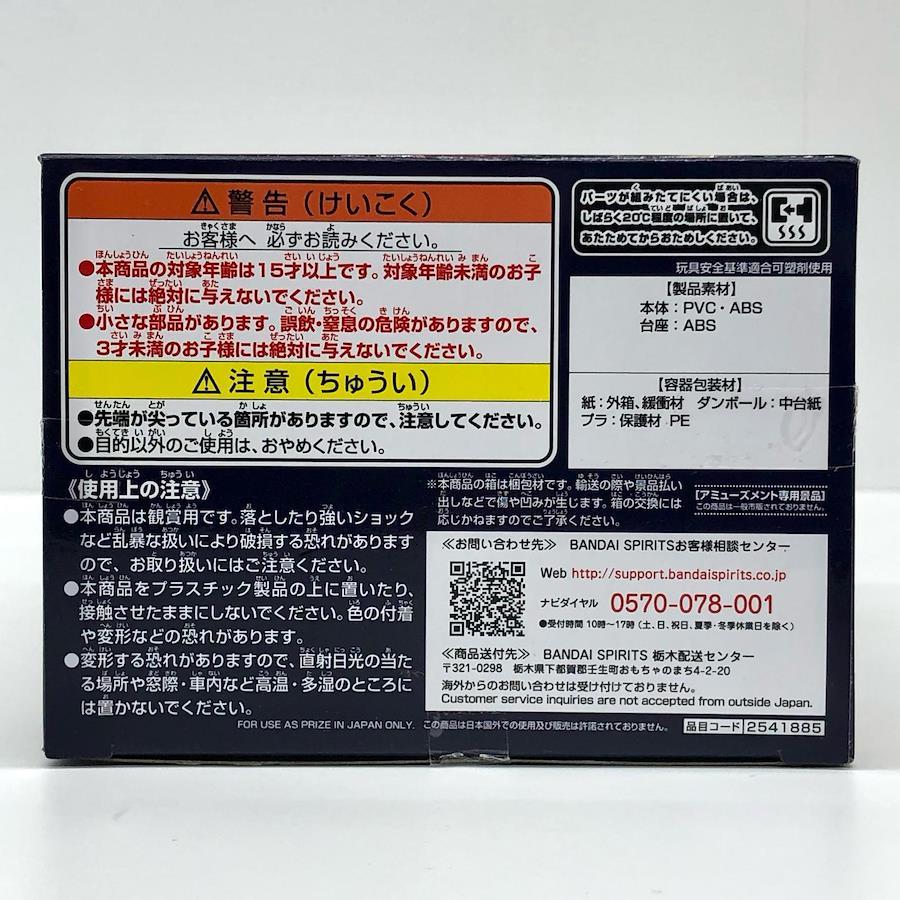 ⚠警告（けいこく）
お客様へ 必ずお読みください。
●本商品の対象年齢は15才以上です。対象年齢未満のお子
様には絶対に与えないでください。
●小さな部品があります。誤飲・窒息の危険がありますので、
3才未満のお子様には絶対に与えないでください。
⚠注意（ちゅうい）
●先端が尖っている箇所がありますので、注意してください。
●目的以外のご使用は、おやめください。
《使用上の注意》
●本商品は観賞用です。落としたり強いショック
など乱暴な扱いにより破損する恐れがあります
ので、お取り扱いにはご注意ください。
●本商品をプラスチック製品の上に置いたり、
接触させたままにしないでください。色の付着
や変形などの恐れがあります。
●変形する恐れがありますので、直射日光の当た
る場所や窓際・車内など高温・多湿のところに
は置かないでください。
パーツが組みたてにくい場合は、
しばらく20℃程度の場所に置いて、
あたためてからおためしください。
玩具安全基準適合可塑剤使用
【製品素材】
本体：PVC・ABS
台座：ABS
【容器包装材】
紙：外箱、緩衝材 ダンボール：中台紙
プラ：保護材 PE
※本商品の箱は梱包材です。輸送の際や景品払い
出しなどで傷や凹みが生じます。箱の交換には
応じかねますのでご了承ください。
【アミューズメント専用景品】
この商品は一般市販されておりません。
≪お問い合わせ先≫ BANDAI SPIRITSお客様相談センター
Web http://support.bandaispirits.co.jp
ナビダイヤル 0570-078-001
●受付時間 10時～17時（土、日、祝日、夏季・冬季休業日を除く）
≪商品送付先≫ BANDAI SPIRITS 栃木配送センター
〒321-0298 栃木県下都賀郡壬生町おもちゃのまち4-2-20
海外からのお問い合わせは受け付けておりません。
Customer service inquiries are not accepted from outside Japan.
FOR USE AS PRIZE IN JAPAN ONLY. この商品は日本国外での使用及び販売は許諾されておりません。
品目コード 2541885